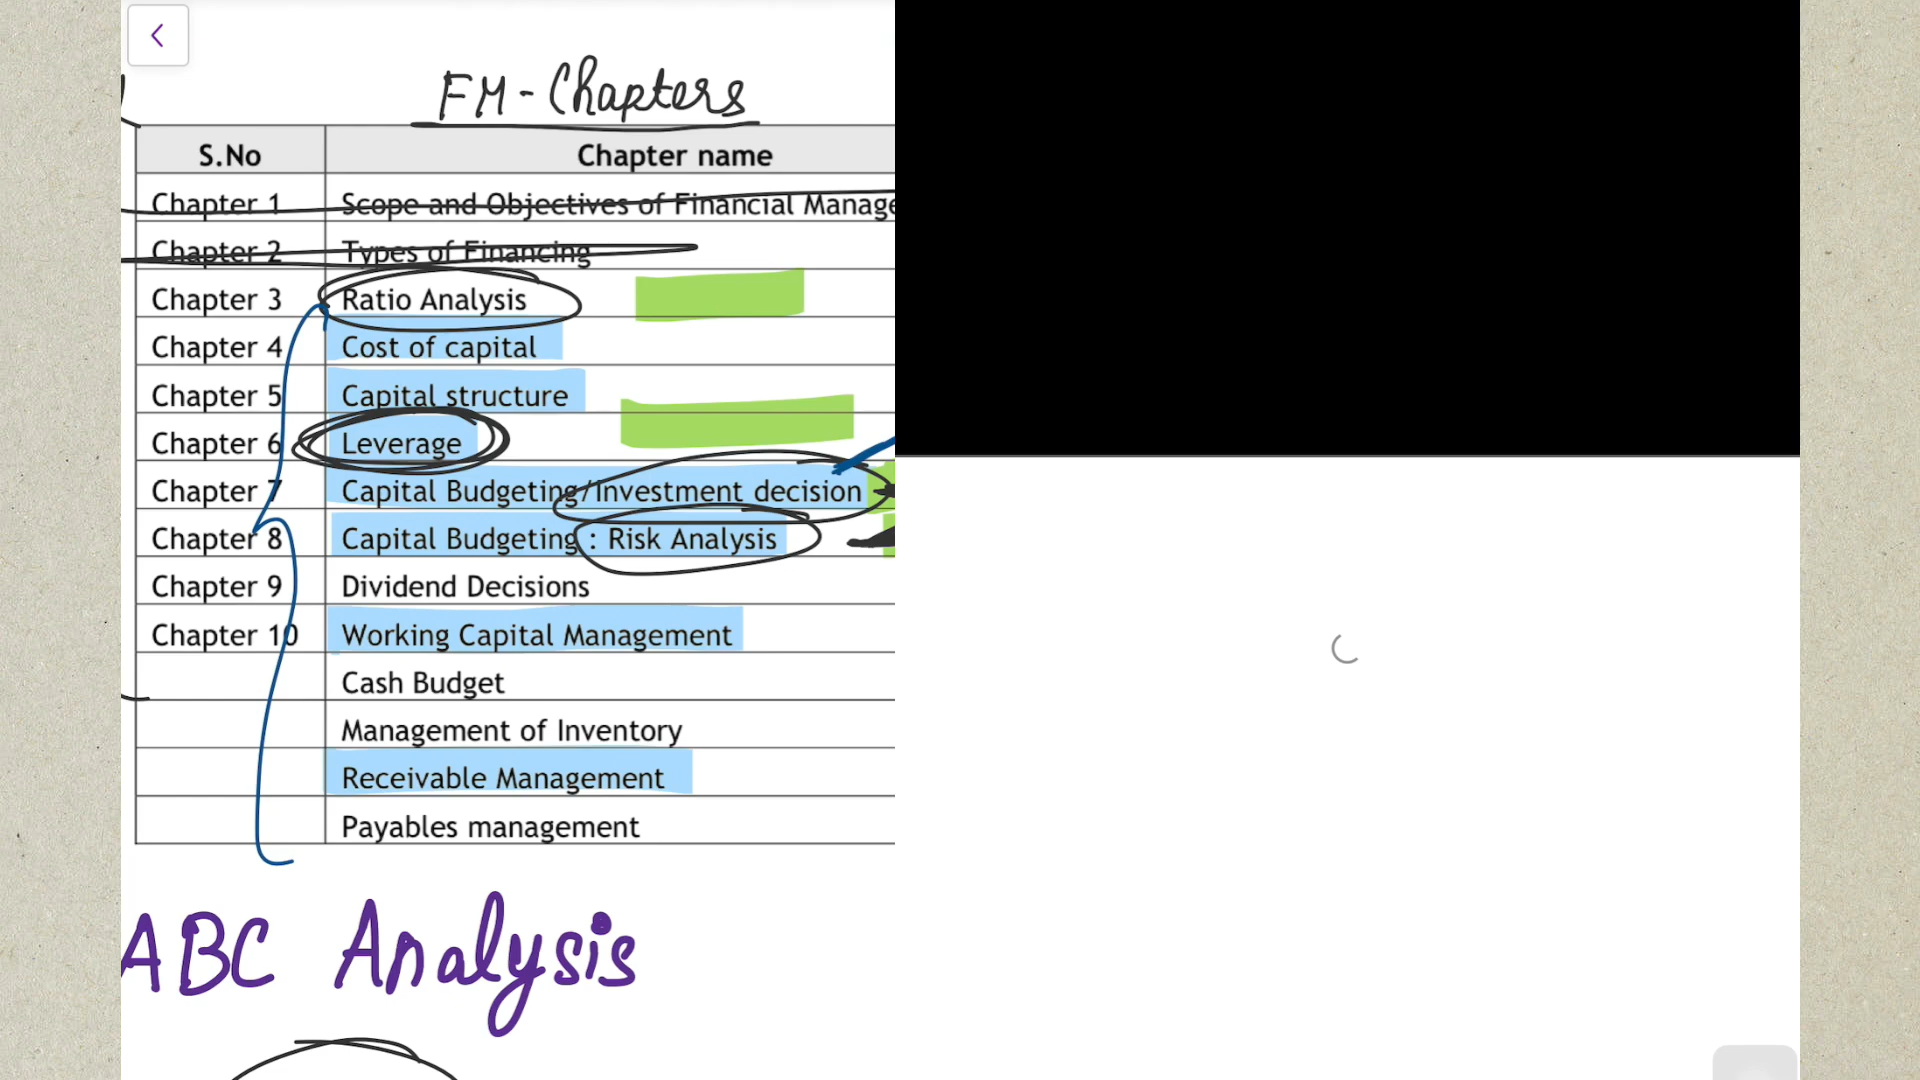 FM - Chapters
S.No Chapter name
Chapter 1 Scope and Objectives of Financial Manage
Chapter 2 Types of Financing
Chapter 3 Ratio Analysis
Chapter 4 Cost of capital
Chapter 5 Capital structure
Chapter 6 Leverage
Chapter 7 Capital Budgeting/Investment decision
Chapter 8 Capital Budgeting : Risk Analysis
Chapter 9 Dividend Decisions
Chapter 10 Working Capital Management
Cash Budget
Management of Inventory
Receivable Management
Payables management
ABC Analysis